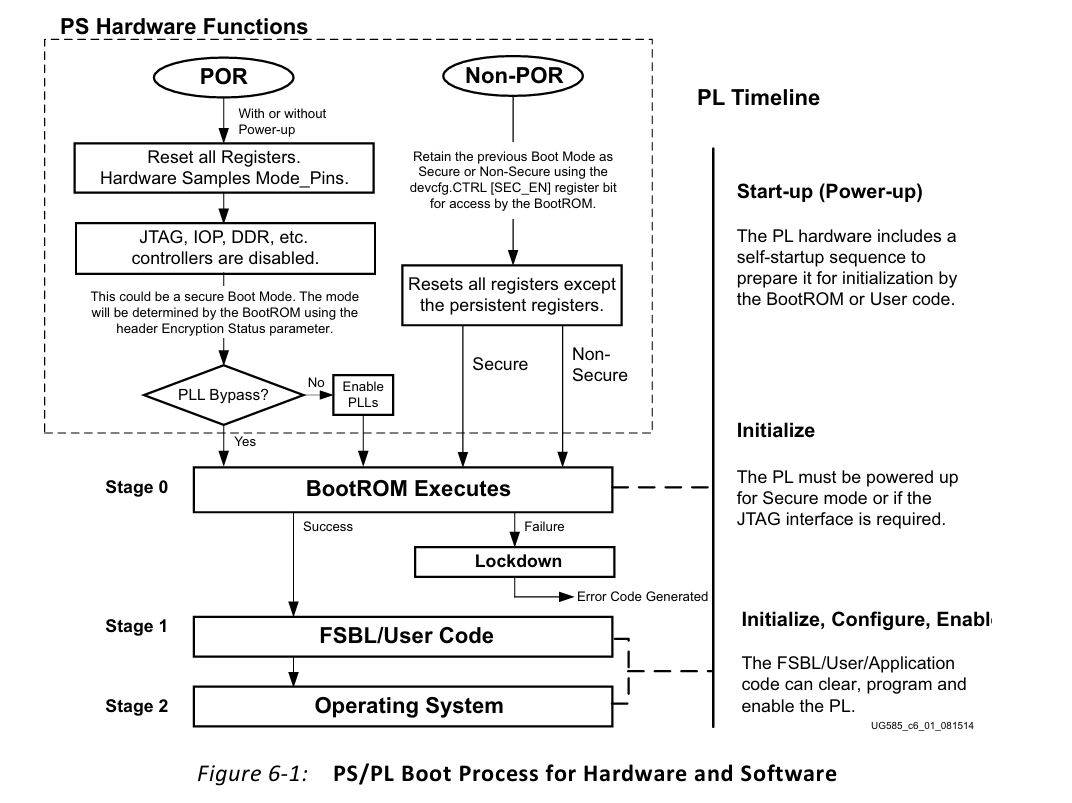 PS Hardware Functions
POR
With or without
Power-up
Reset all Registers.
Hardware Samples Mode_Pins.
JTAG, IOP, DDR, etc.
controllers are disabled.
This could be a secure Boot Mode. The mode
will be determined by the BootROM using the
header Encryption Status parameter.
PLL Bypass?
No
Enable
PLLs
Yes
Non-POR
Retain the previous Boot Mode as
Secure or Non-Secure using the
devcfg.CTRL [SEC_EN] register bit
for access by the BootROM.
Resets all registers except
the persistent registers.
Secure
Non-
Secure
Stage 0
BootROM Executes
Success
Failure
Lockdown
Error Code Generated
Stage 1
FSBL/User Code
Stage 2
Operating System
PL Timeline
Start-up (Power-up)
The PL hardware includes a
self-startup sequence to
prepare it for initialization by
the BootROM or User code.
Initialize
The PL must be powered up
for Secure mode or if the
JTAG interface is required.
Initialize, Configure, Enabl
The FSBL/User/Application
code can clear, program and
enable the PL.
UG585_c6_01_081514
Figure 6-1: PS/PL Boot Process for Hardware and Software